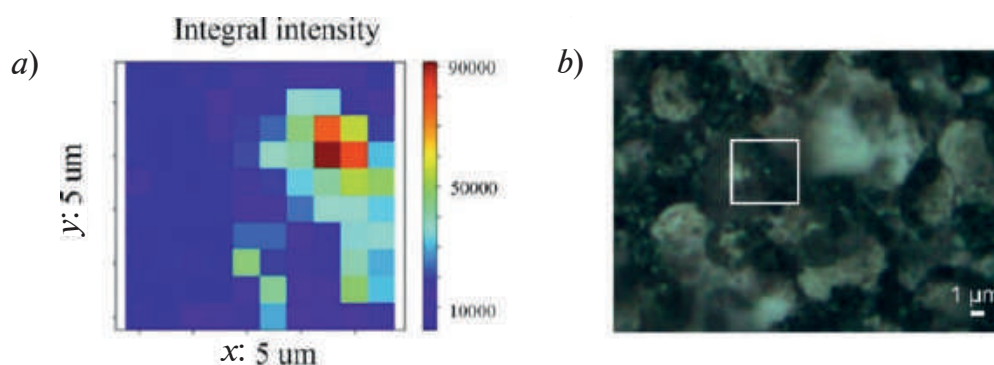 Integral intensity
a)
90000
50000
10000
y: 5 um
x: 5 um
b)
1 μm